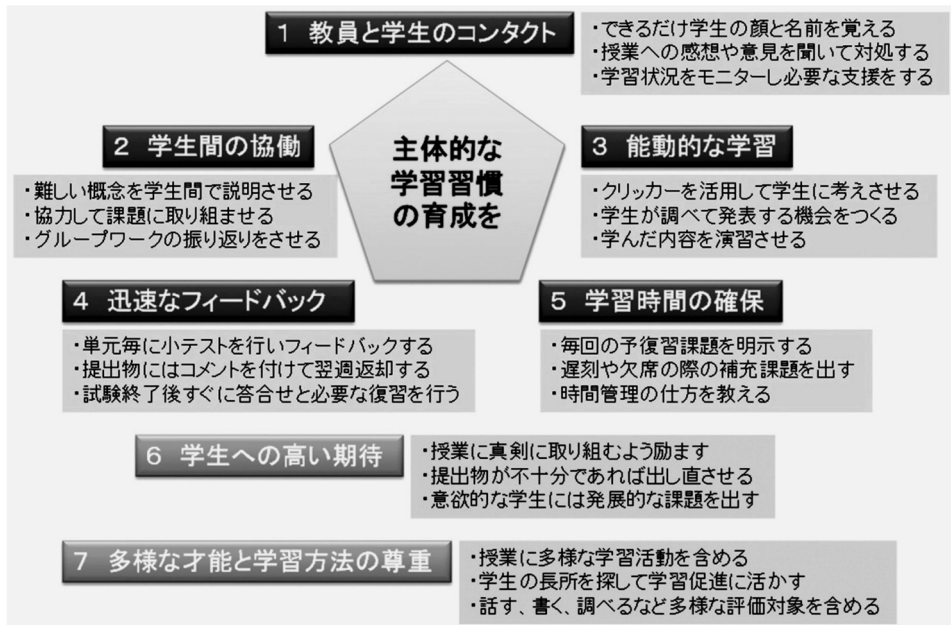 1 教員と学生のコンタクト
・できるだけ学生の顔と名前を覚える
・授業への感想や意見を聞いて対処する
・学習状況をモニターし必要な支援をする
主体的な
学習習慣
の育成を
2 学生間の協働
・難しい概念を学生間で説明させる
・協力して課題に取り組ませる
・グループワークの振り返りをさせる
3 能動的な学習
・クリッカーを活用して学生に考えさせる
・学生が調べて発表する機会をつくる
・学んだ内容を演習させる
4 迅速なフィードバック
・単元毎に小テストを行いフィードバックする
・提出物にはコメントを付けて翌週返却する
・試験終了後すぐに答合せと必要な復習を行う
5 学習時間の確保
・毎回の予復習課題を明示する
・遅刻や欠席の際の補充課題を出す
・時間管理の仕方を教える
6 学生への高い期待
・授業に真剣に取り組むよう励ます
・提出物が不十分であれば出し直させる
・意欲的な学生には発展的な課題を出す
7 多様な才能と学習方法の尊重
・授業に多様な学習活動を含める
・学生の長所を探して学習促進に活かす
・話す、書く、調べるなど多様な評価対象を含める